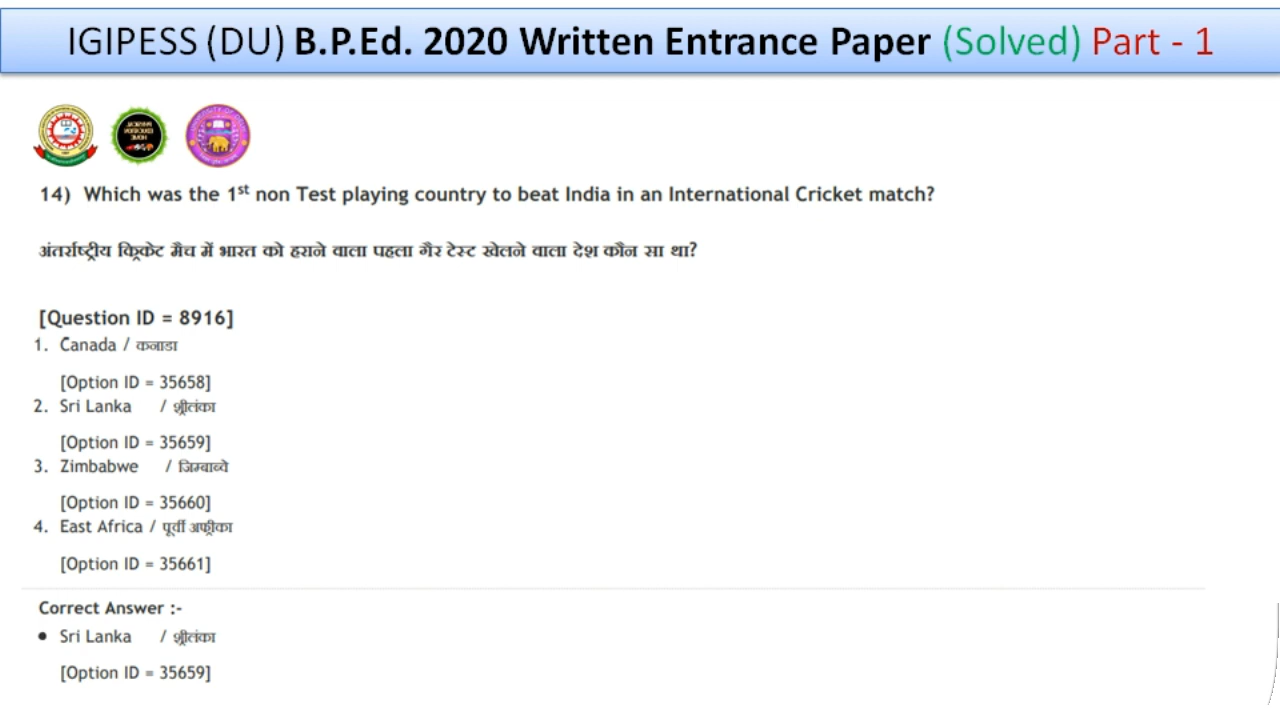 IGIPESS (DU) B.P.Ed. 2020 Written Entrance Paper (Solved) Part - 1
14) Which was the 1st non Test playing country to beat India in an International Cricket match?
अंतर्राष्ट्रीय क्रिकेट मैच में भारत को हराने वाला पहला गैर टेस्ट खेलने वाला देश कौन सा था?
[Question ID = 8916]
1. Canada / कनाडा
[Option ID = 35658]
2. Sri Lanka / श्रीलंका
[Option ID = 35659]
3. Zimbabwe / जिम्बाब्वे
[Option ID = 35660]
4. East Africa / पूर्वी अफ्रीका
[Option ID = 35661]
Correct Answer :-
• Sri Lanka / श्रीलंका
[Option ID = 35659]